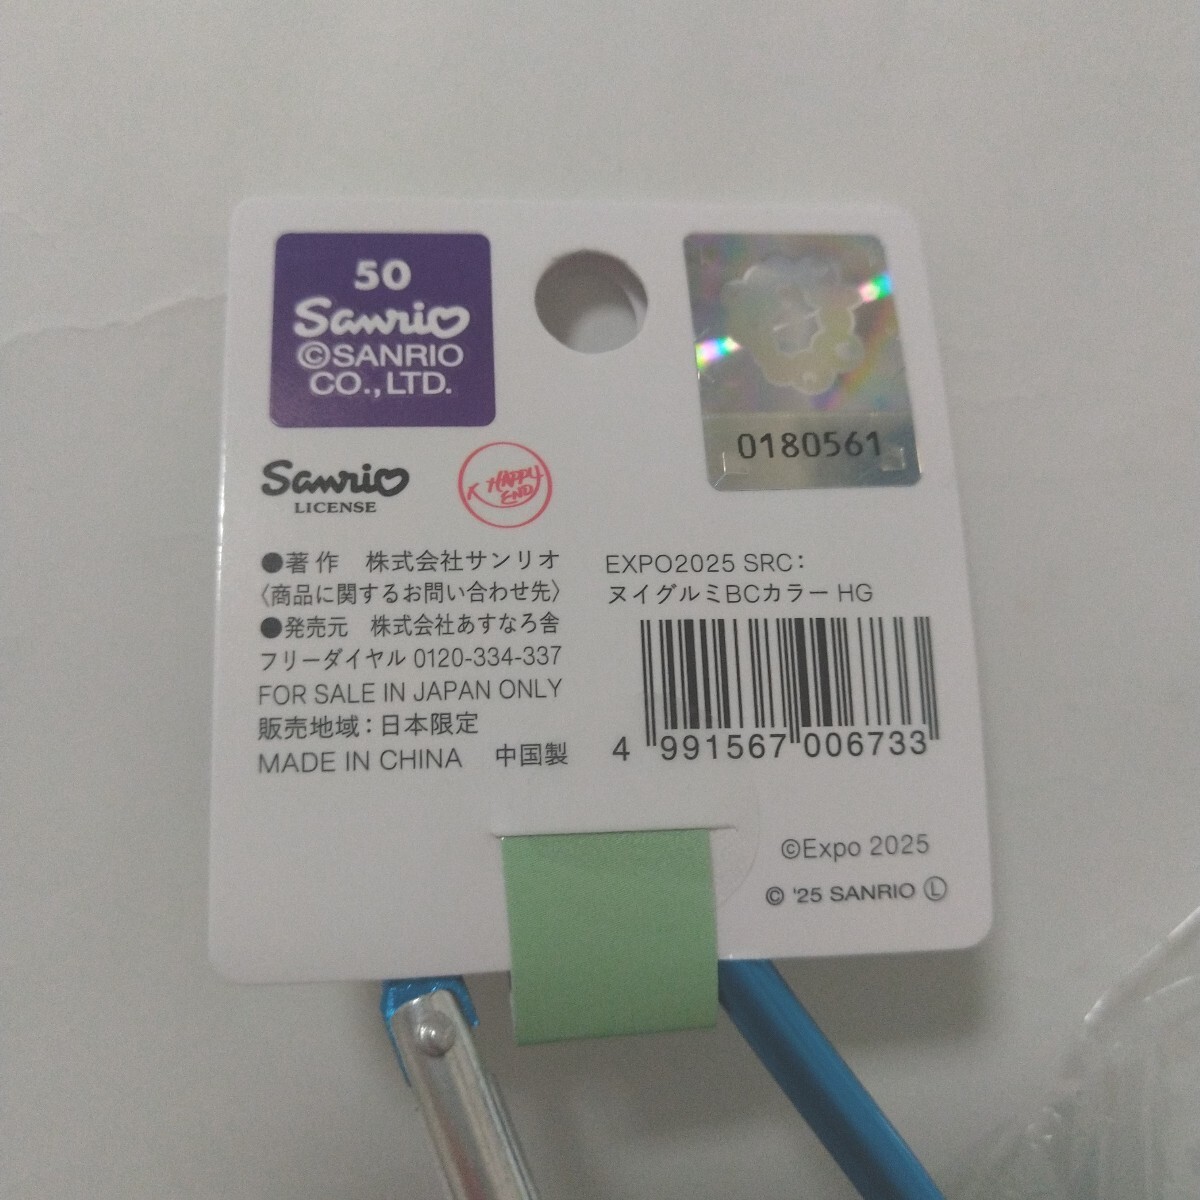 50
Sanrio
©SANRIO
CO.,LTD.
0180561
Sanrio
LICENSE
HAPPY
END
●著作　株式会社サンリオ
〈商品に関するお問い合わせ先〉
●発売元　株式会社あすなろ舎
フリーダイヤル 0120-334-337
FOR SALE IN JAPAN ONLY
販売地域：日本限定
MADE IN CHINA　中国製
EXPO2025 SRC：
ヌイグルミBCカラー HG
4 991567 006733
©Expo 2025
© '25 SANRIO Ⓛ